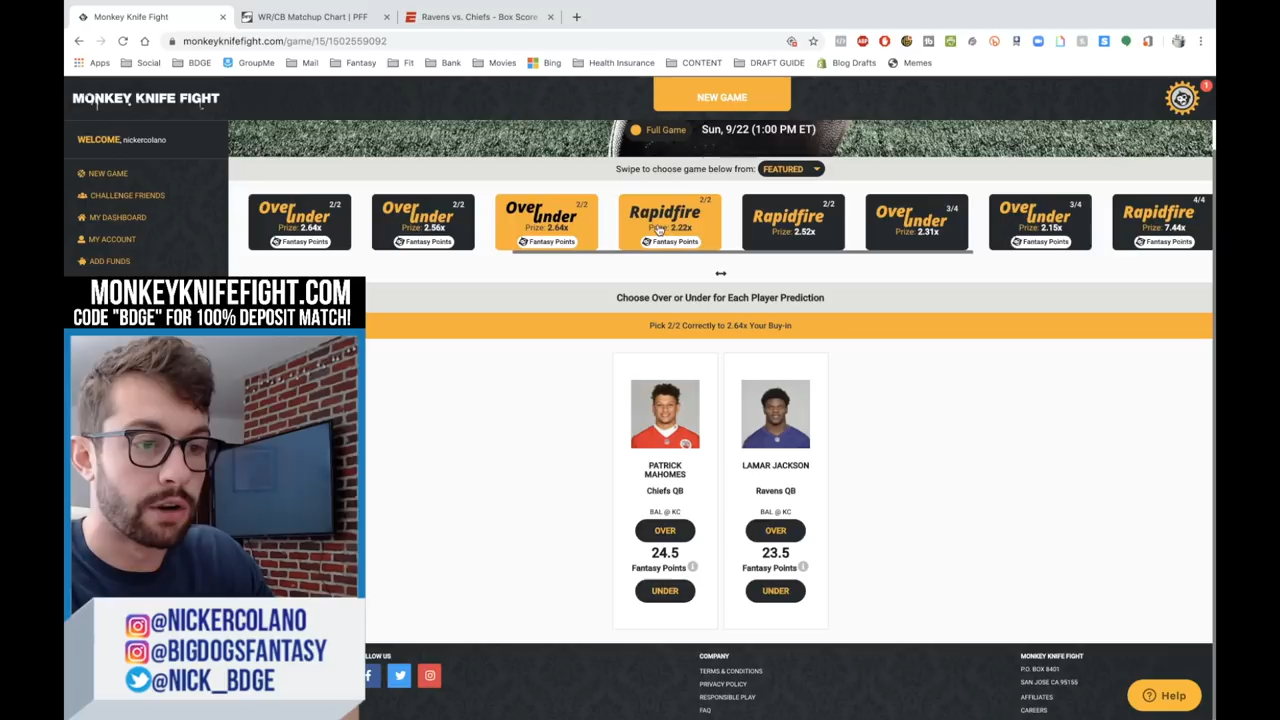 Monkey Knife Fight
WR/CB Matchup Chart | PFF
Ravens vs. Chiefs - Box Score
monkeyknifefight.com/game/15/1502559092
Apps Social BDGE GroupMe Mail Fantasy Fit Bank Movies Bing Health Insurance CONTENT DRAFT GUIDE Blog Drafts Memes
MONKEY KNIFE FIGHT
NEW GAME
1
WELCOME, nickercolano
NEW GAME
CHALLENGE FRIENDS
MY DASHBOARD
MY ACCOUNT
ADD FUNDS
Full Game
Sun, 9/22 (1:00 PM ET)
Swipe to choose game below from: FEATURED
Over Under 2/2
Prize: 2.64x
Fantasy Points
Over Under 2/2
Prize: 2.56x
Fantasy Points
Over Under 2/2
Prize: 2.64x
Fantasy Points
Rapidfire 2/2
Prize: 2.22x
Fantasy Points
Rapidfire 2/2
Prize: 2.52x
Over Under 3/4
Prize: 2.31x
Over Under 3/4
Prize: 2.15x
Fantasy Points
Rapidfire 4/4
Prize: 7.44x
Choose Over or Under for Each Player Prediction
Pick 2/2 Correctly to 2.64x Your Buy-in
PATRICK
MAHOMES
Chiefs QB
BAL @ KC
OVER
24.5
Fantasy Points
UNDER
LAMAR JACKSON
Ravens QB
BAL @ KC
OVER
23.5
Fantasy Points
UNDER
MONKEYKNIFEFIGHT.COM
CODE "BDGE" FOR 100% DEPOSIT MATCH!
@NICKERCOLANO
@BIGDOGSFANTASY
@NICK_BDGE
LLOW US
COMPANY
TERMS & CONDITIONS
PRIVACY POLICY
RESPONSIBLE PLAY
FAQ
MONKEY KNIFE FIGHT
P.O. BOX 8401
SAN JOSE CA 95155
AFFILIATES
CAREERS
Help